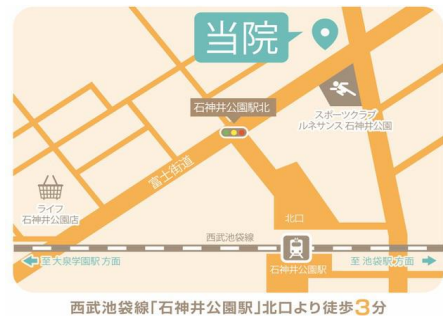 当院
石神井公園駅北
スポーツクラブ
ルネサンス 石神井公園
富士街道
ライフ
石神井公園店
北口
西武池袋線
至 大泉学園駅 方面
石神井公園駅
至 池袋駅 方面
西武池袋線「石神井公園駅」北口より徒歩3分